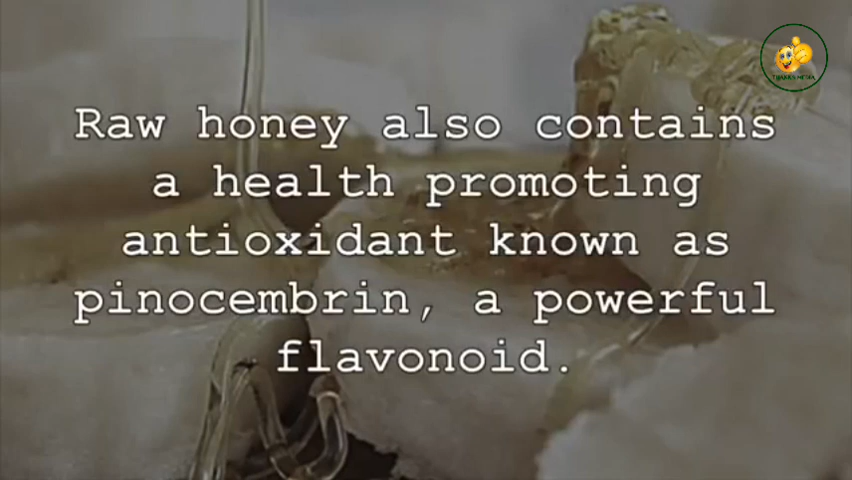 Raw honey also contains
a health promoting
antioxidant known as
pinocembrin, a powerful
flavonoid.